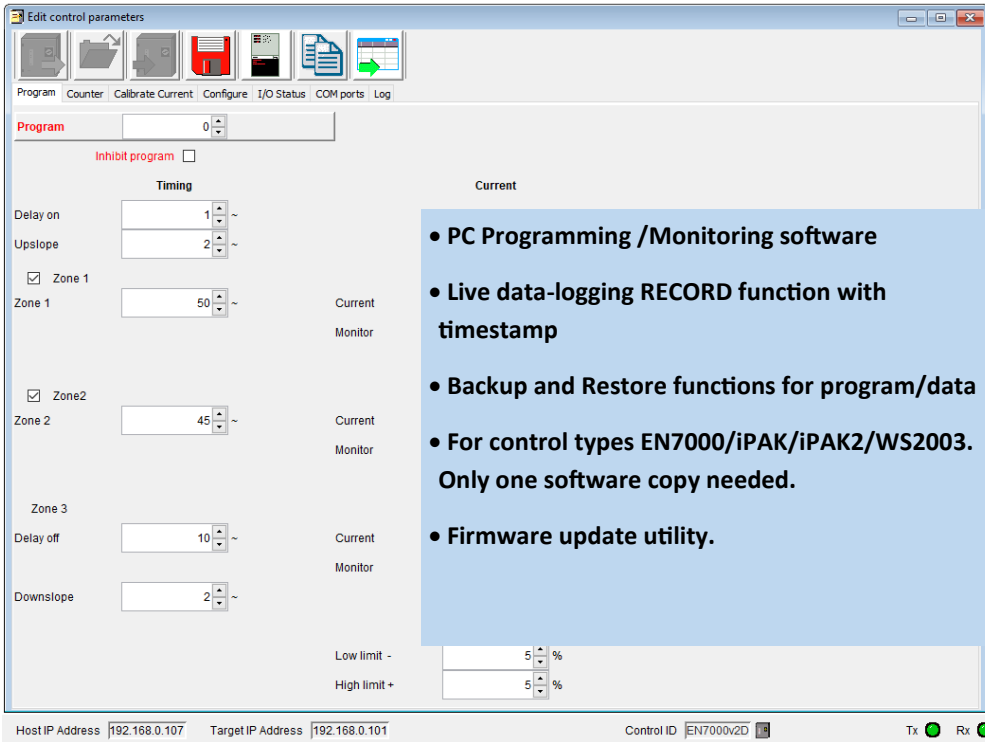 Edit control parameters
Program Counter Calibrate Current Configure I/O Status COM ports Log
Program 0
Inhibit program
Timing Current
Delay on 1 ~
Upslope 2 ~
Zone 1
Zone 1 50 ~ Current
Monitor
Zone2
Zone 2 45 ~ Current
Monitor
Zone 3
Delay off 10 ~ Current
Monitor
Downslope 2 ~
• PC Programming /Monitoring software
• Live data-logging RECORD function with
timestamp
• Backup and Restore functions for program/data
• For control types EN7000/iPAK/iPAK2/WS2003.
Only one software copy needed.
• Firmware update utility.
Low limit - 5 %
High limit + 5 %
Host IP Address 192.168.0.107 Target IP Address 192.168.0.101 Control ID EN7000v2D Tx Rx